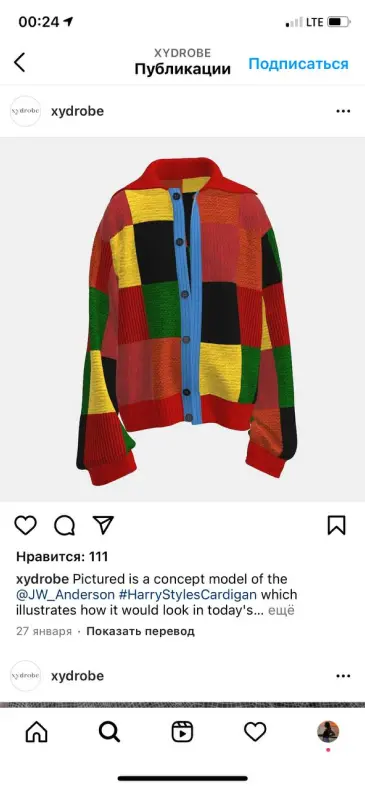 00:24
LTE
XYDROBE
Публикации
Подписаться
xydrobe
xydrobe
Нравится: 111
xydrobe Pictured is a concept model of the
@JW_Anderson #HarryStylesCardigan which
illustrates how it would look in today's... ещё
27 января · Показать перевод
xydrobe
xydrobe